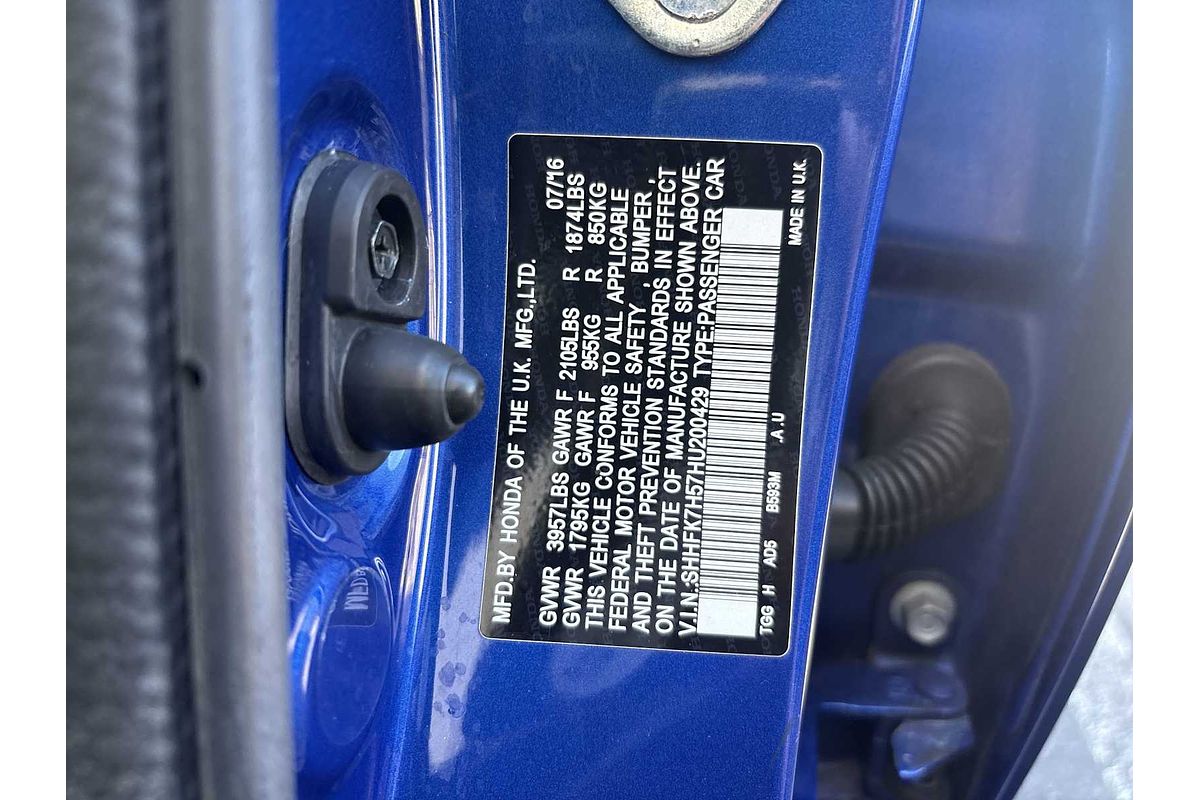 MFD.BY HONDA OF THE U.K. MFG.,LTD. 07/16
GVWR 3957LBS GAWR F 2105LBS R 1874LBS
GVWR 1795KG GAWR F 955KG R 850KG
THIS VEHICLE CONFORMS TO ALL APPLICABLE
FEDERAL MOTOR VEHICLE SAFETY , BUMPER ,
AND THEFT PREVENTION STANDARDS IN EFFECT
ON THE DATE OF MANUFACTURE SHOWN ABOVE.
V.I.N.:SHHFK7H57HU200429 TYPE:PASSENGER CAR
TGG H AD5 B593M A.U MADE IN U.K.